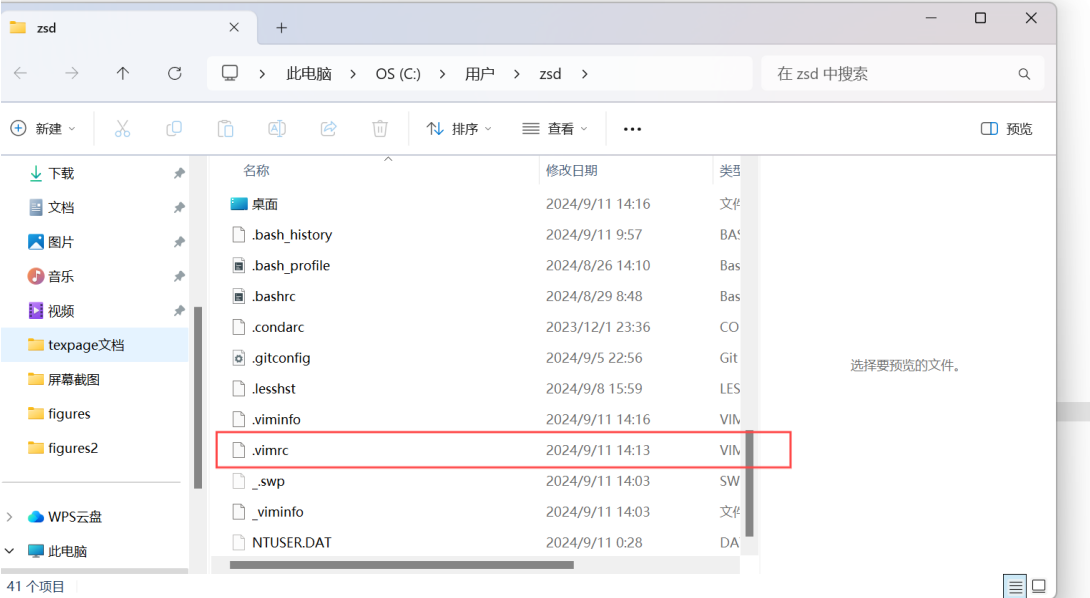 zsd
此电脑 > OS (C:) > 用户 > zsd >
在 zsd 中搜索
新建
排序
查看
预览
下载
文档
图片
音乐
视频
texpage文档
屏幕截图
figures
figures2
WPS云盘
此电脑
名称 修改日期 类型
桌面 2024/9/11 14:16 文件
.bash_history 2024/9/11 9:57 BAS
.bash_profile 2024/8/26 14:10 Bas
.bashrc 2024/8/29 8:48 Bas
.condarc 2023/12/1 23:36 CO
.gitconfig 2024/9/5 22:56 Git
.lesshst 2024/9/8 15:59 LES
.viminfo 2024/9/11 14:16 VIM
.vimrc 2024/9/11 14:13 VIM
_.swp 2024/9/11 14:03 SW
_viminfo 2024/9/11 14:03 文件
NTUSER.DAT 2024/9/11 0:28 DA
选择要预览的文件。
41 个项目